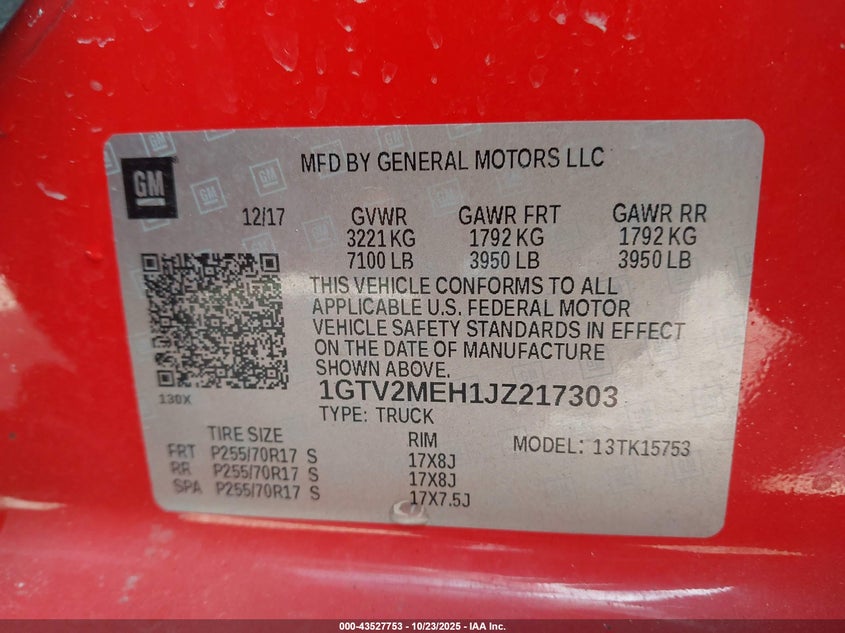 GM
MFD BY GENERAL MOTORS LLC
12/17 GVWR GAWR FRT GAWR RR
3221 KG 1792 KG 1792 KG
7100 LB 3950 LB 3950 LB
THIS VEHICLE CONFORMS TO ALL
APPLICABLE U.S. FEDERAL MOTOR
VEHICLE SAFETY STANDARDS IN EFFECT
ON THE DATE OF MANUFACTURE
SHOWN ABOVE.
130X
1GTV2MEH1JZ217303
TYPE: TRUCK
TIRE SIZE RIM MODEL: 13TK15753
FRT P255/70R17 S 17X8J
RR P255/70R17 S 17X8J
SPA P255/70R17 S 17X7.5J
000-43527753 - 10/23/2025 - IAA Inc.